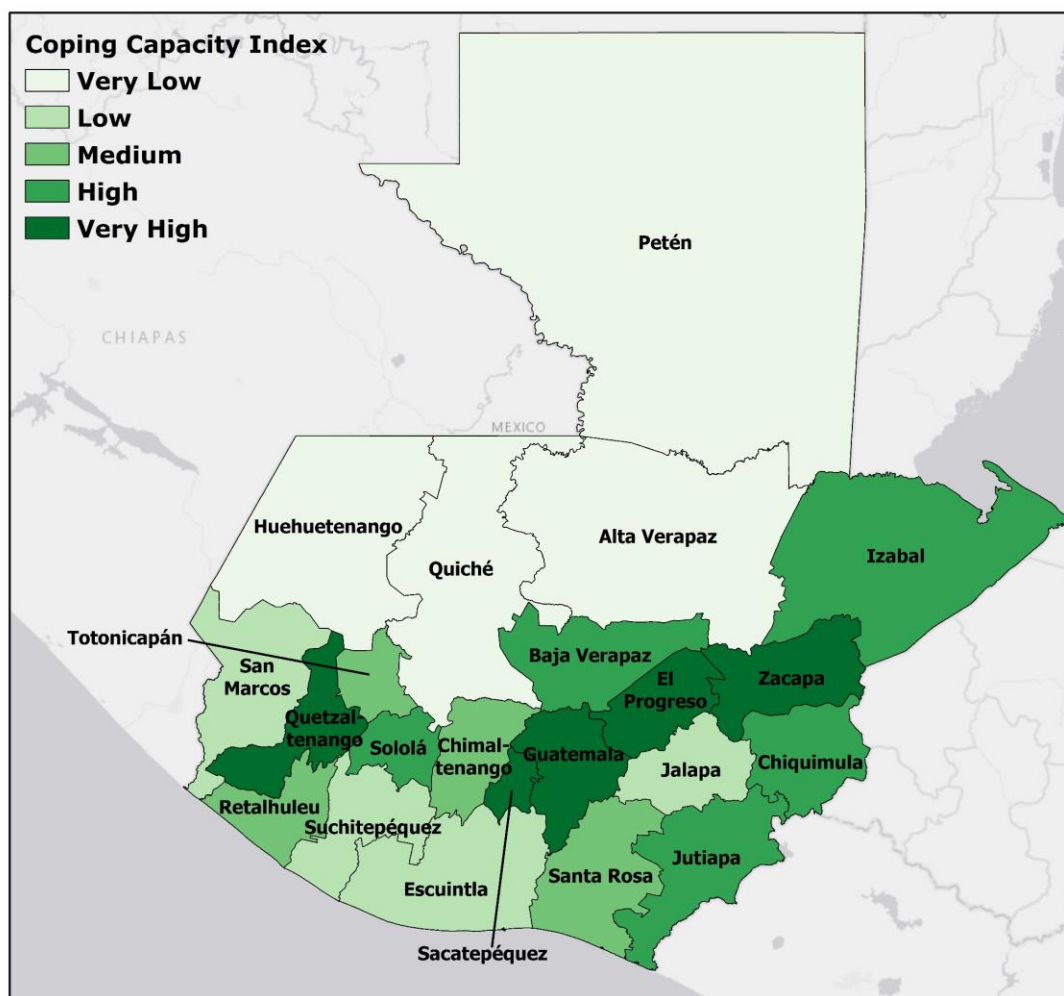 Coping Capacity Index
Very Low
Low
Medium
High
Very High
Petén
CHIAPAS
MEXICO
Huehuetenango
Alta Verapaz
Quiché
Izabal
Totonicapán
Baja Verapaz
San
Marcos
El
Progreso
Zacapa
Quetzal-
tenango
Sololá
Chimal-
tenango
Guatemala
Jalapa
Chiquimula
Retalhuleu
Suchitepéquez
Jutiapa
Escuintla
Santa Rosa
Sacatepéquez